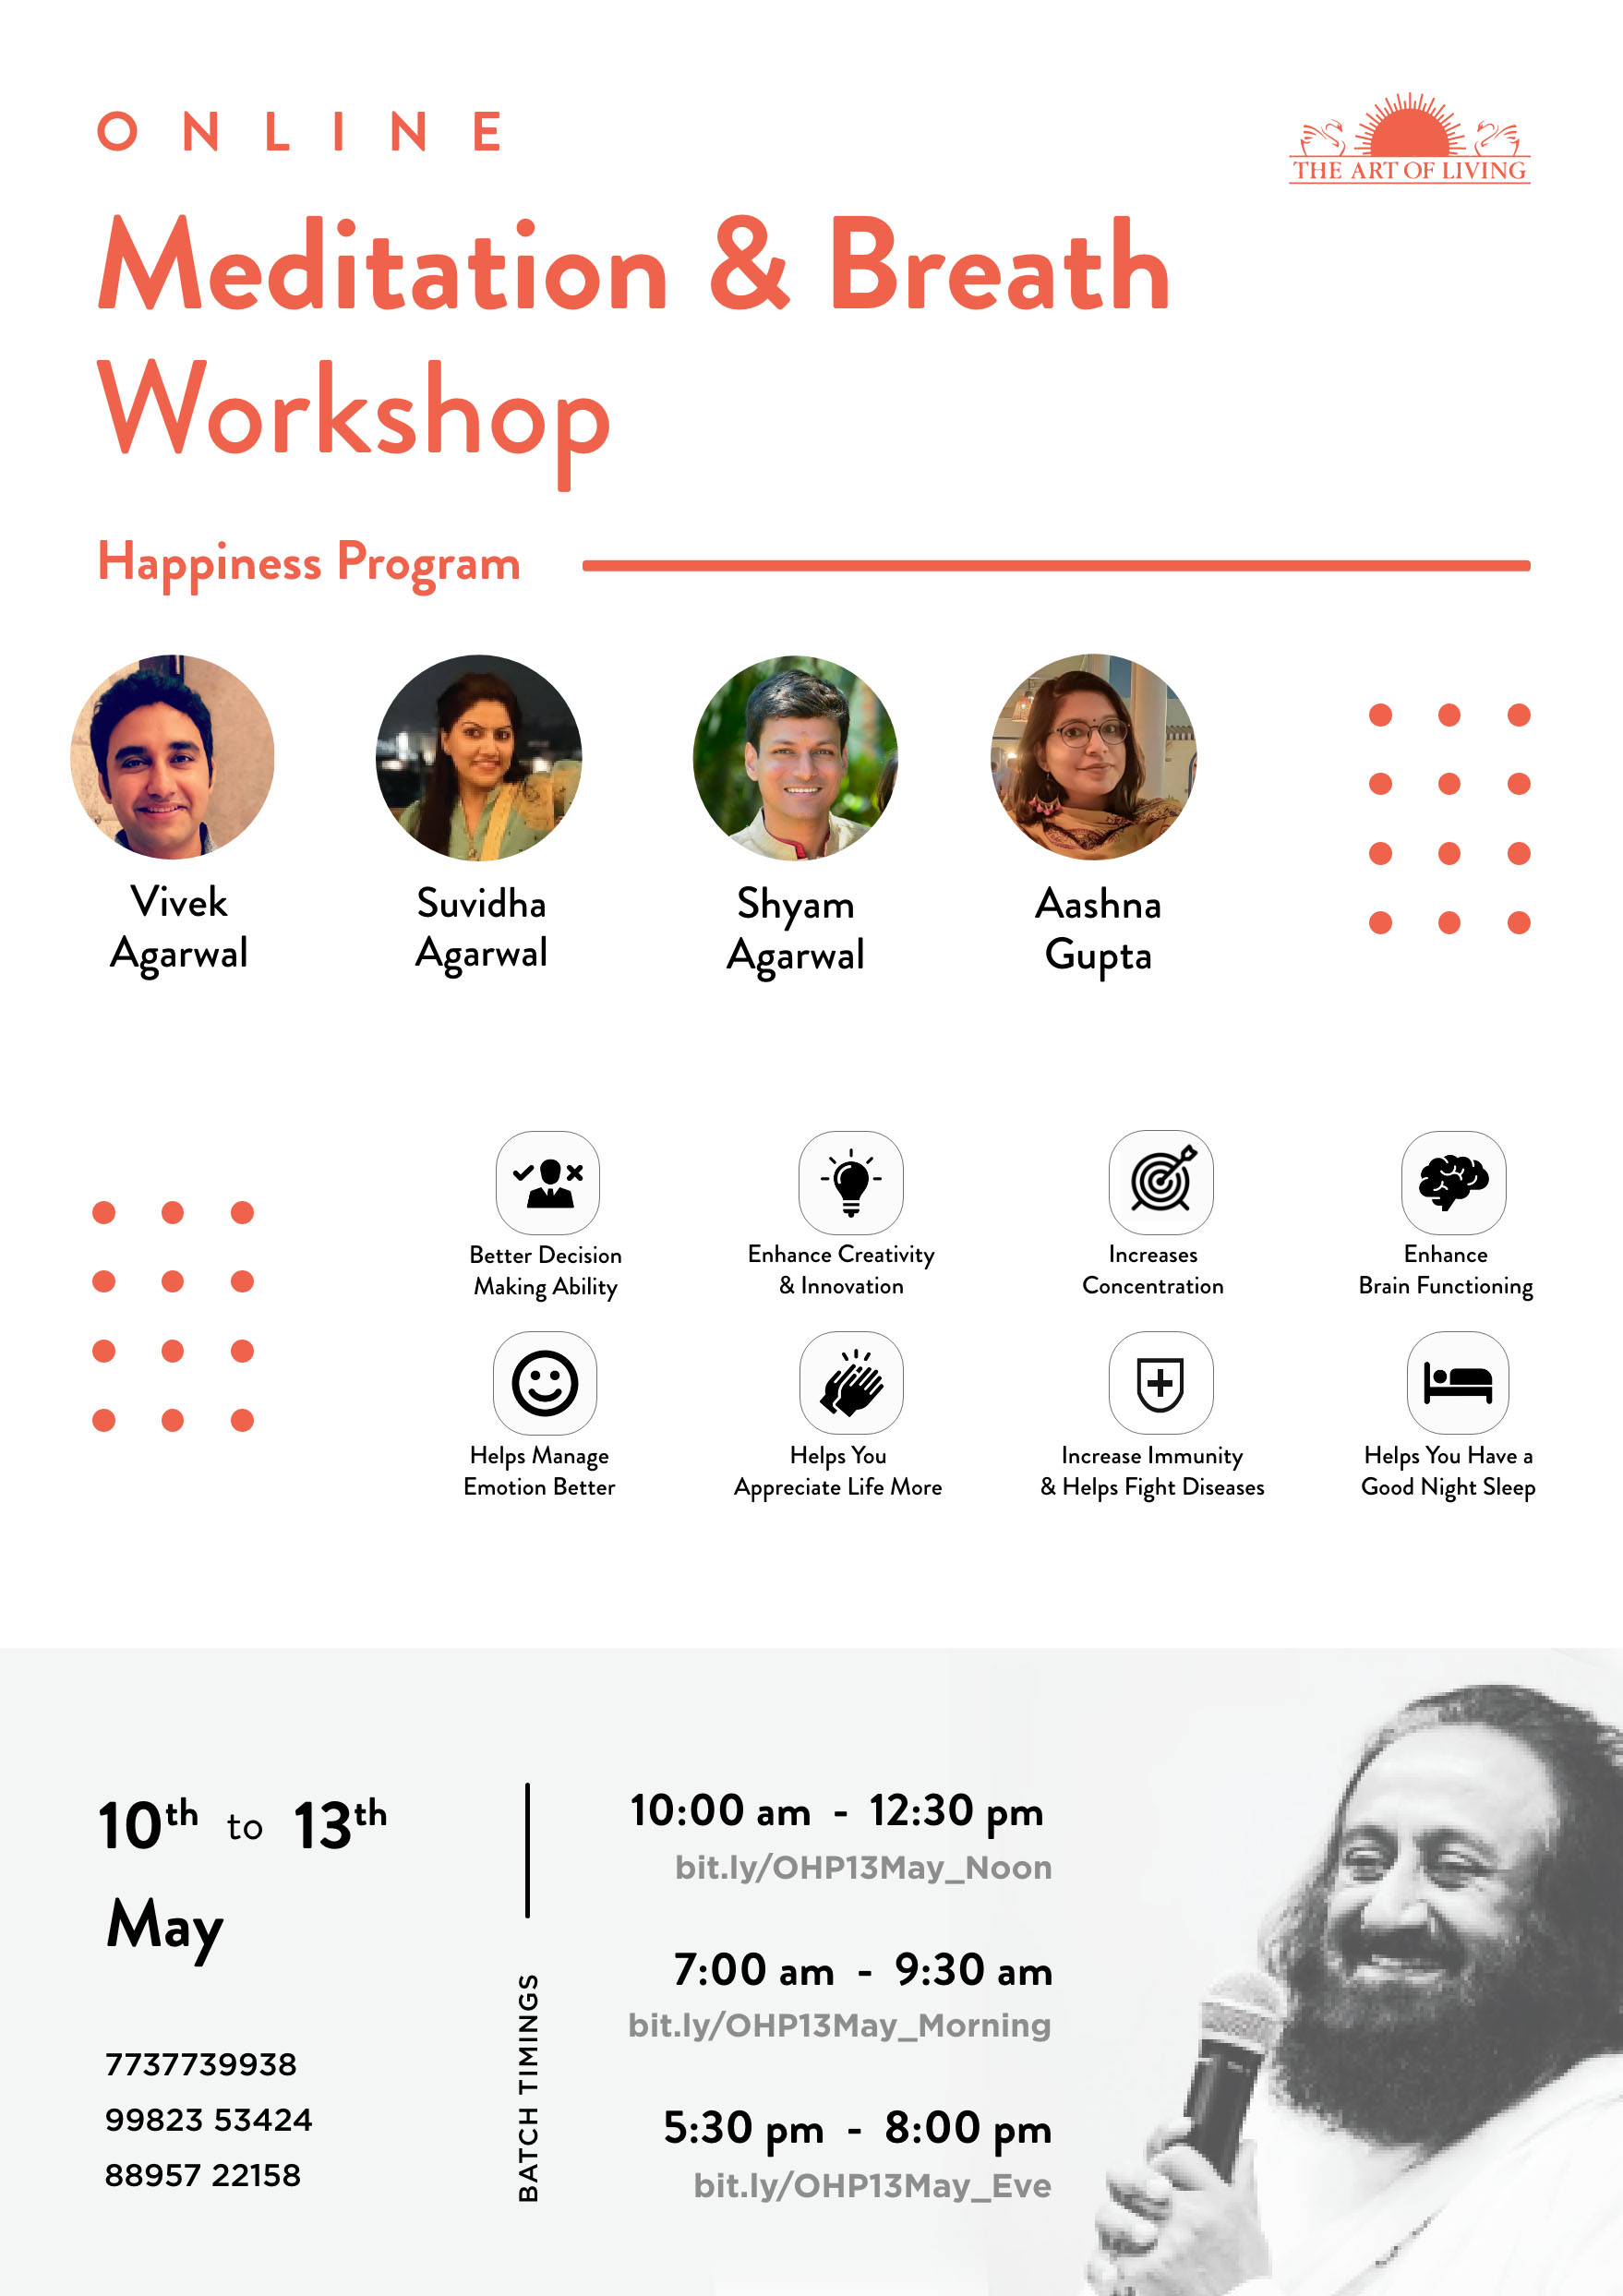 ONLINE
THE ART OF LIVING
Meditation & Breath
Workshop
Happiness Program
Vivek
Agarwal
Suvidha
Agarwal
Shyam
Agarwal
Aashna
Gupta
Better Decision
Making Ability
Enhance Creativity
& Innovation
Increases
Concentration
Enhance
Brain Functioning
Helps Manage
Emotion Better
Helps You
Appreciate Life More
Increase Immunity
& Helps Fight Diseases
Helps You Have a
Good Night Sleep
10th to 13th
May
7737739938
99823 53424
88957 22158
BATCH TIMINGS
10:00 am - 12:30 pm
bit.ly/OHP13May_Noon
7:00 am - 9:30 am
bit.ly/OHP13May_Morning
5:30 pm - 8:00 pm
bit.ly/OHP13May_Eve